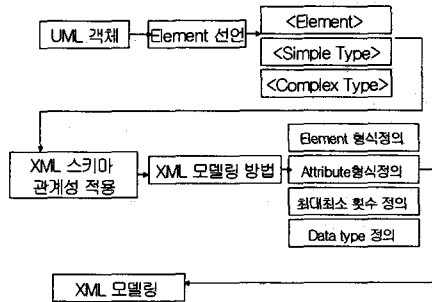 UML 객체
Element 선언
<Element>
<Simple Type>
<Complex Type>
XML 스키마
관계성 적용
XML 모델링 방법
Element 형식정의
Attribute형식정의
최대최소 횟수 정의
Data type 정의
XML 모델링